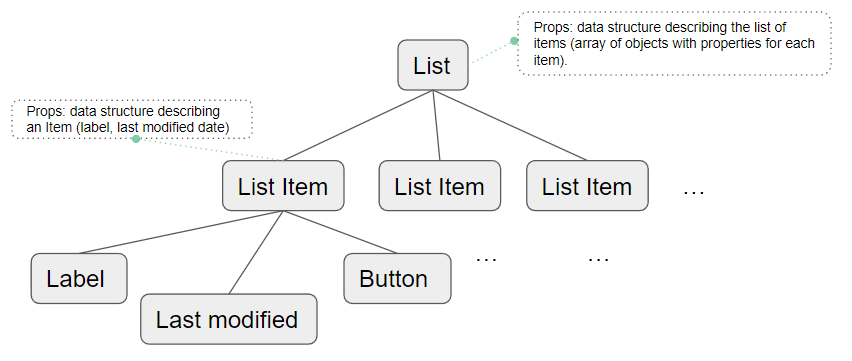 Props: data structure describing the list of
items (array of objects with properties for each
item).
List
Props: data structure describing
an Item (label, last modified date)
List Item
List Item
List Item
...
Label
Last modified
Button
...
...